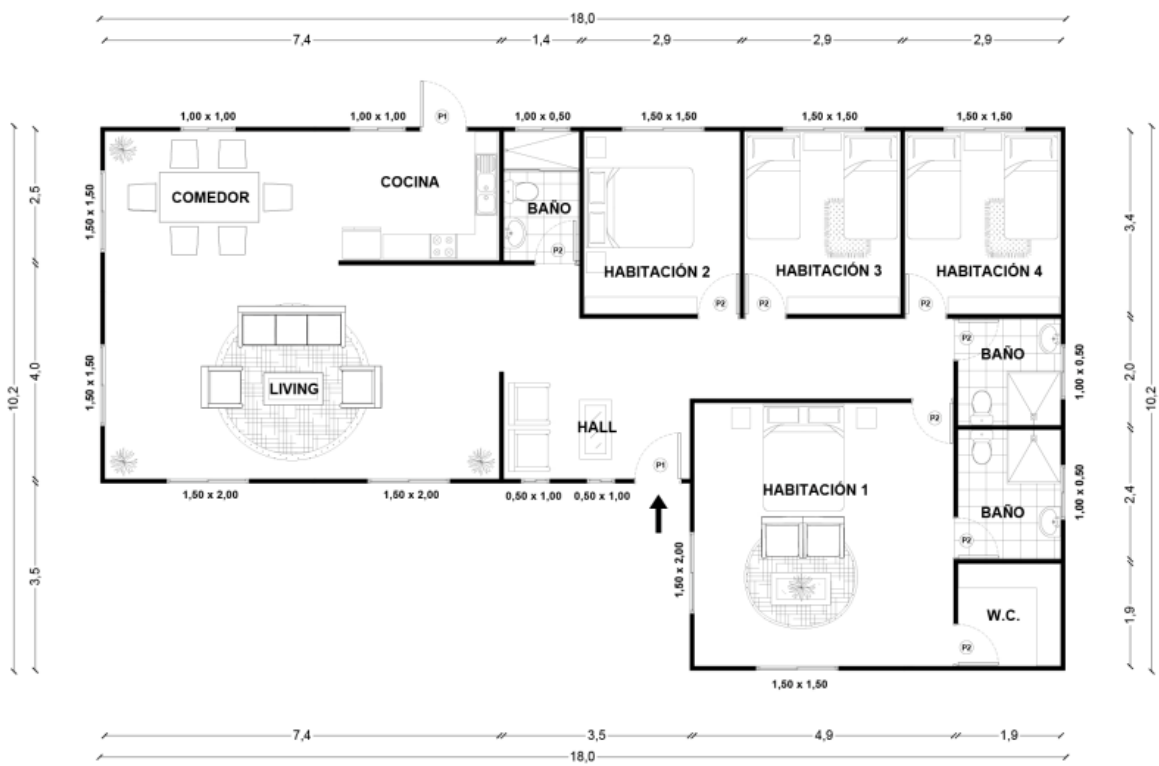 18,0
7,4 1,4 2,9 2,9 2,9
1,00 x 1,00 1,00 x 1,00 P1 1,00 x 0,50 1,50 x 1,50 1,50 x 1,50 1,50 x 1,50
10,2 2,5 1,50 x 1,50 COMEDOR COCINA BAÑO P2 3,4
HABITACIÓN 2 HABITACIÓN 3 HABITACIÓN 4
P2 P2 P2
P2 BAÑO 1,00 x 0,50 2,0 10,2
4,0 1,50 x 1,50 LIVING
HALL P2
P1
1,50 x 2,00 1,50 x 2,00 0,50 x 1,00 0,50 x 1,00
HABITACIÓN 1 BAÑO P2 1,00 x 0,50 2,4
3,5 1,50 x 2,00
W.C. 1,9
P2
1,50 x 1,50
7,4 3,5 4,9 1,9
18,0